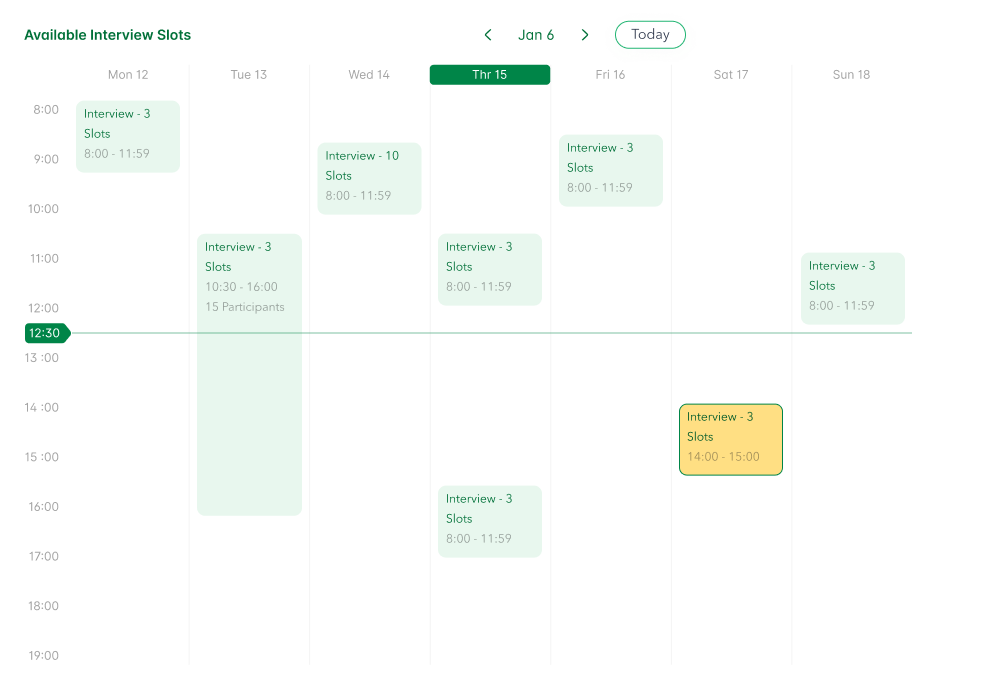 Available Interview Slots
Jan 6
Today
Mon 12
Tue 13
Wed 14
Thr 15
Fri 16
Sat 17
Sun 18
8:00
9:00
10:00
11:00
12:00
12:30
13 :00
14 :00
15 :00
16:00
17:00
18:00
19:00
Interview - 3
Slots
8:00 - 11:59
Interview - 3
Slots
10:30 - 16:00
15 Participants
Interview - 10
Slots
8:00 - 11:59
Interview - 3
Slots
8:00 - 11:59
Interview - 3
Slots
8:00 - 11:59
Interview - 3
Slots
8:00 - 11:59
Interview - 3
Slots
14:00 - 15:00
Interview - 3
Slots
8:00 - 11:59